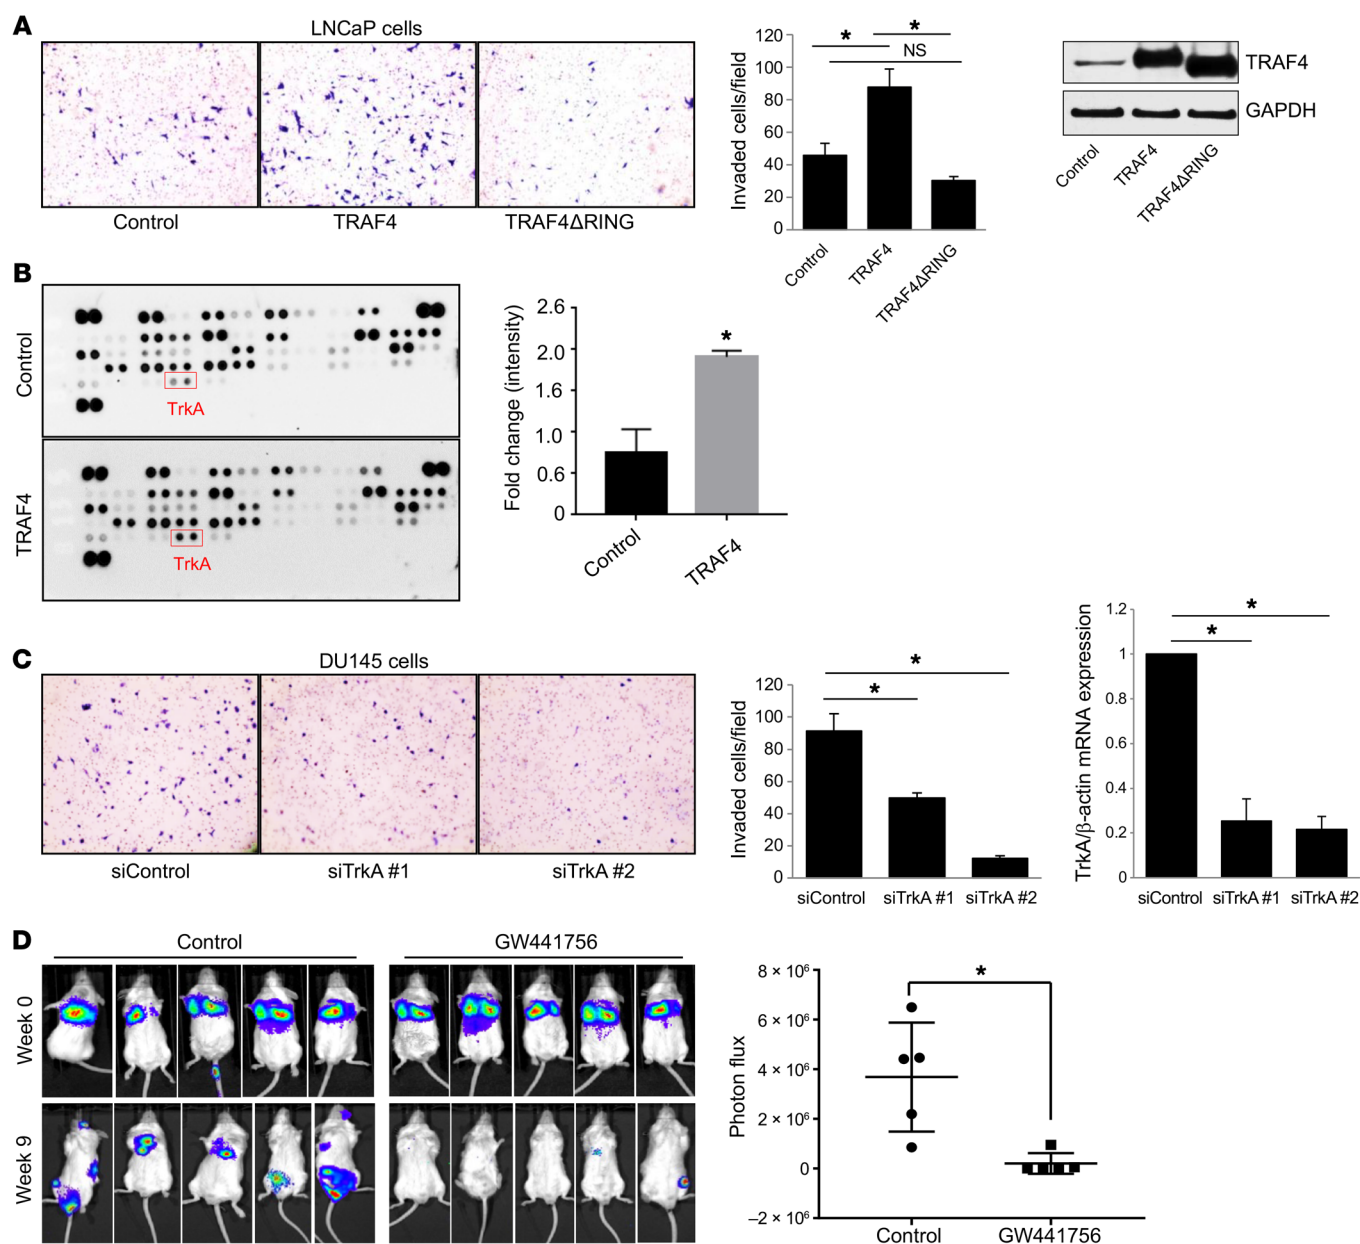 A
LNCaP cells
Control
TRAF4
TRAF4ΔRING
Invaded cells/field
120
100
80
60
40
20
0
*
*
NS
Control
TRAF4
TRAF4ΔRING
TRAF4
GAPDH
Control
TRAF4
TRAF4ΔRING
B
Control
TrkA
TRAF4
TrkA
Fold change (intensity)
2.6
2.0
1.6
1.0
0.6
0
*
Control
TRAF4
C
DU145 cells
siControl
siTrkA #1
siTrkA #2
Invaded cells/field
120
100
80
60
40
20
0
*
*
siControl
siTrkA #1
siTrkA #2
TrkA/β-actin mRNA expression
1.2
1
0.8
0.6
0.4
0.2
0
*
*
siControl
siTrkA #1
siTrkA #2
D
Control
GW441756
Week 0
Week 9
Photon flux
8 × 10⁶
6 × 10⁶
4 × 10⁶
2 × 10⁶
0
–2 × 10⁶
*
Control
GW441756